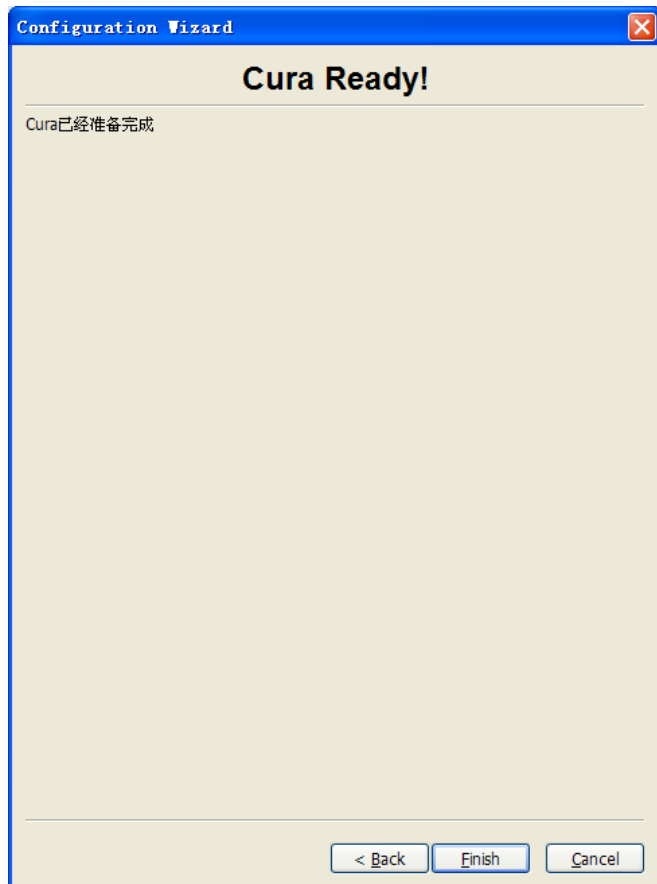 Configuration Wizard
Cura Ready!
Cura已经准备完成
< Back
Finish
Cancel